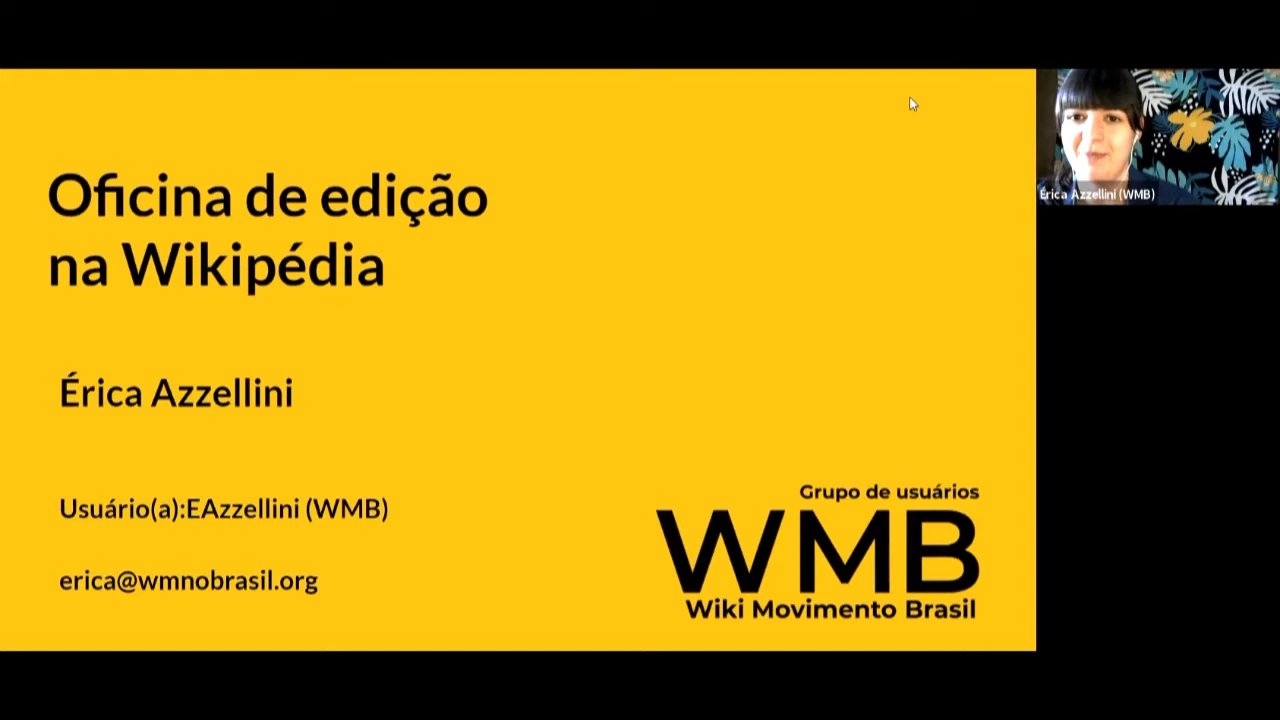 Oficina de edição
na Wikipédia
Érica Azzellini
Usuário(a):EAzzellini (WMB)
erica@wmnobrasil.org
Grupo de usuários
WMB
Wiki Movimento Brasil
Érica Azzellini (WMB)